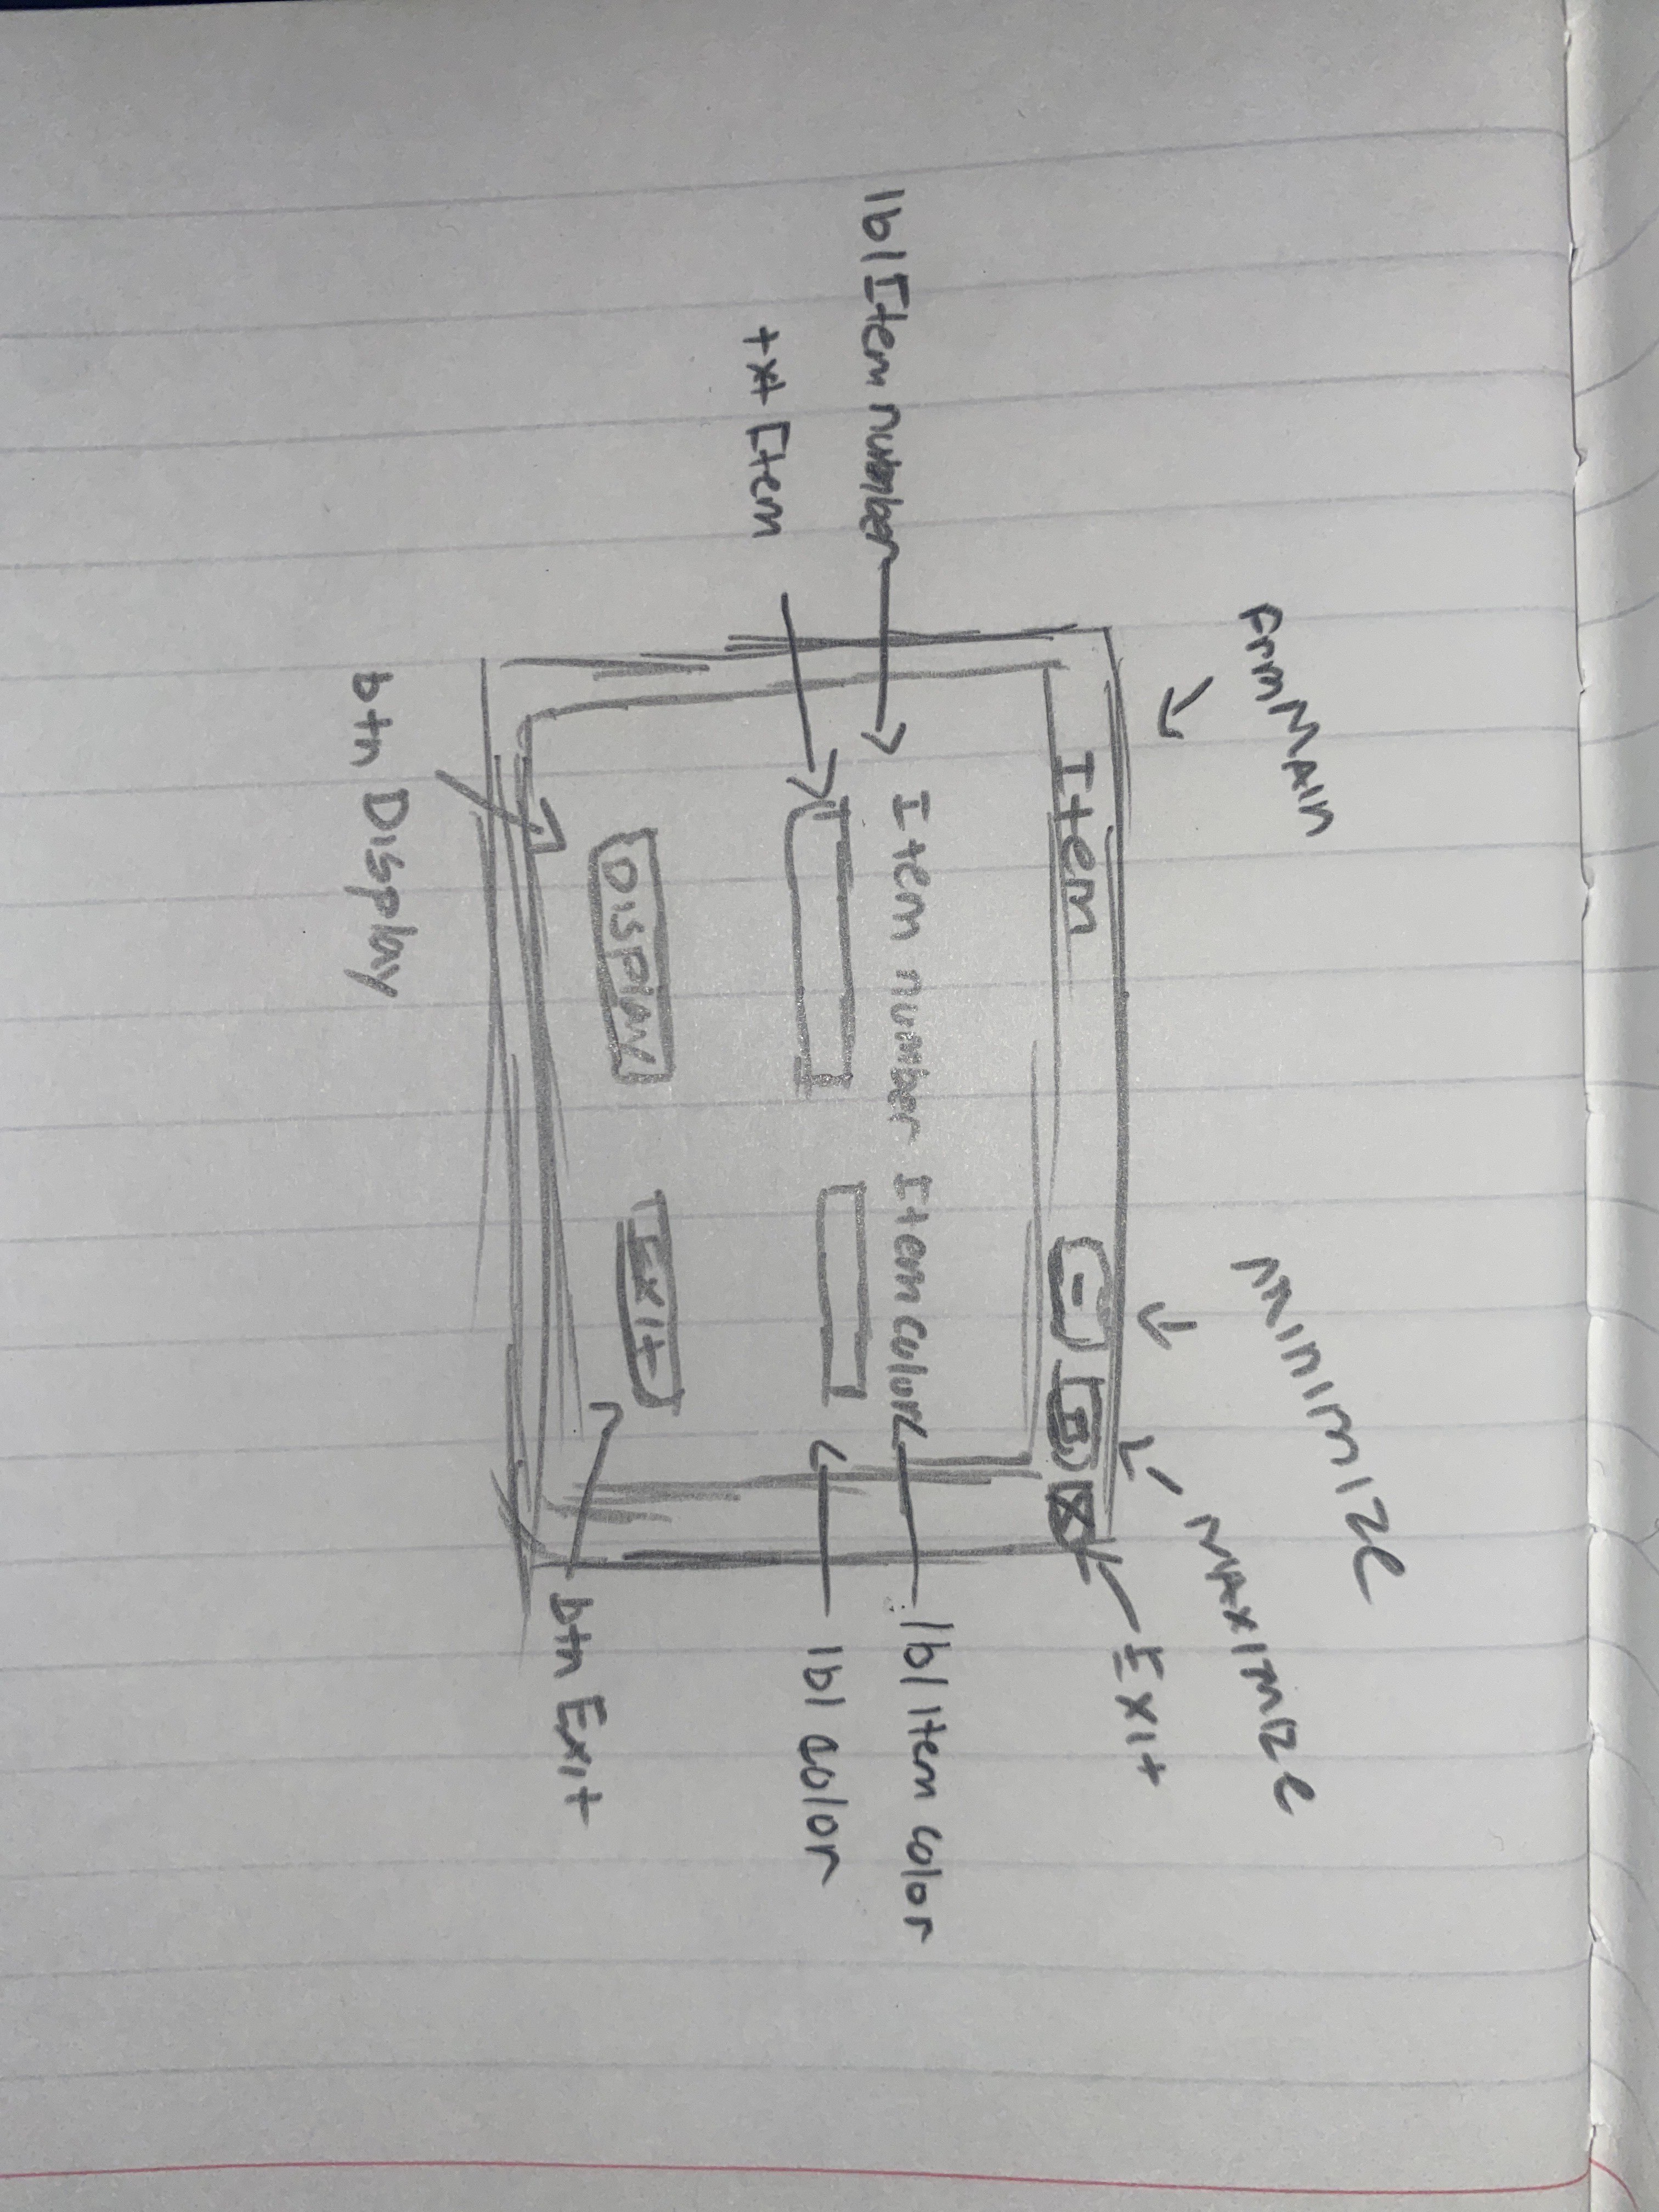 FrmMAIn
MINIMIZE
MAXIMIZE
Exit
Item
Item number Item color
lblItem number
lbl Item color
txt Item
lbl color
Display
Exit
btn Exit
btn Display